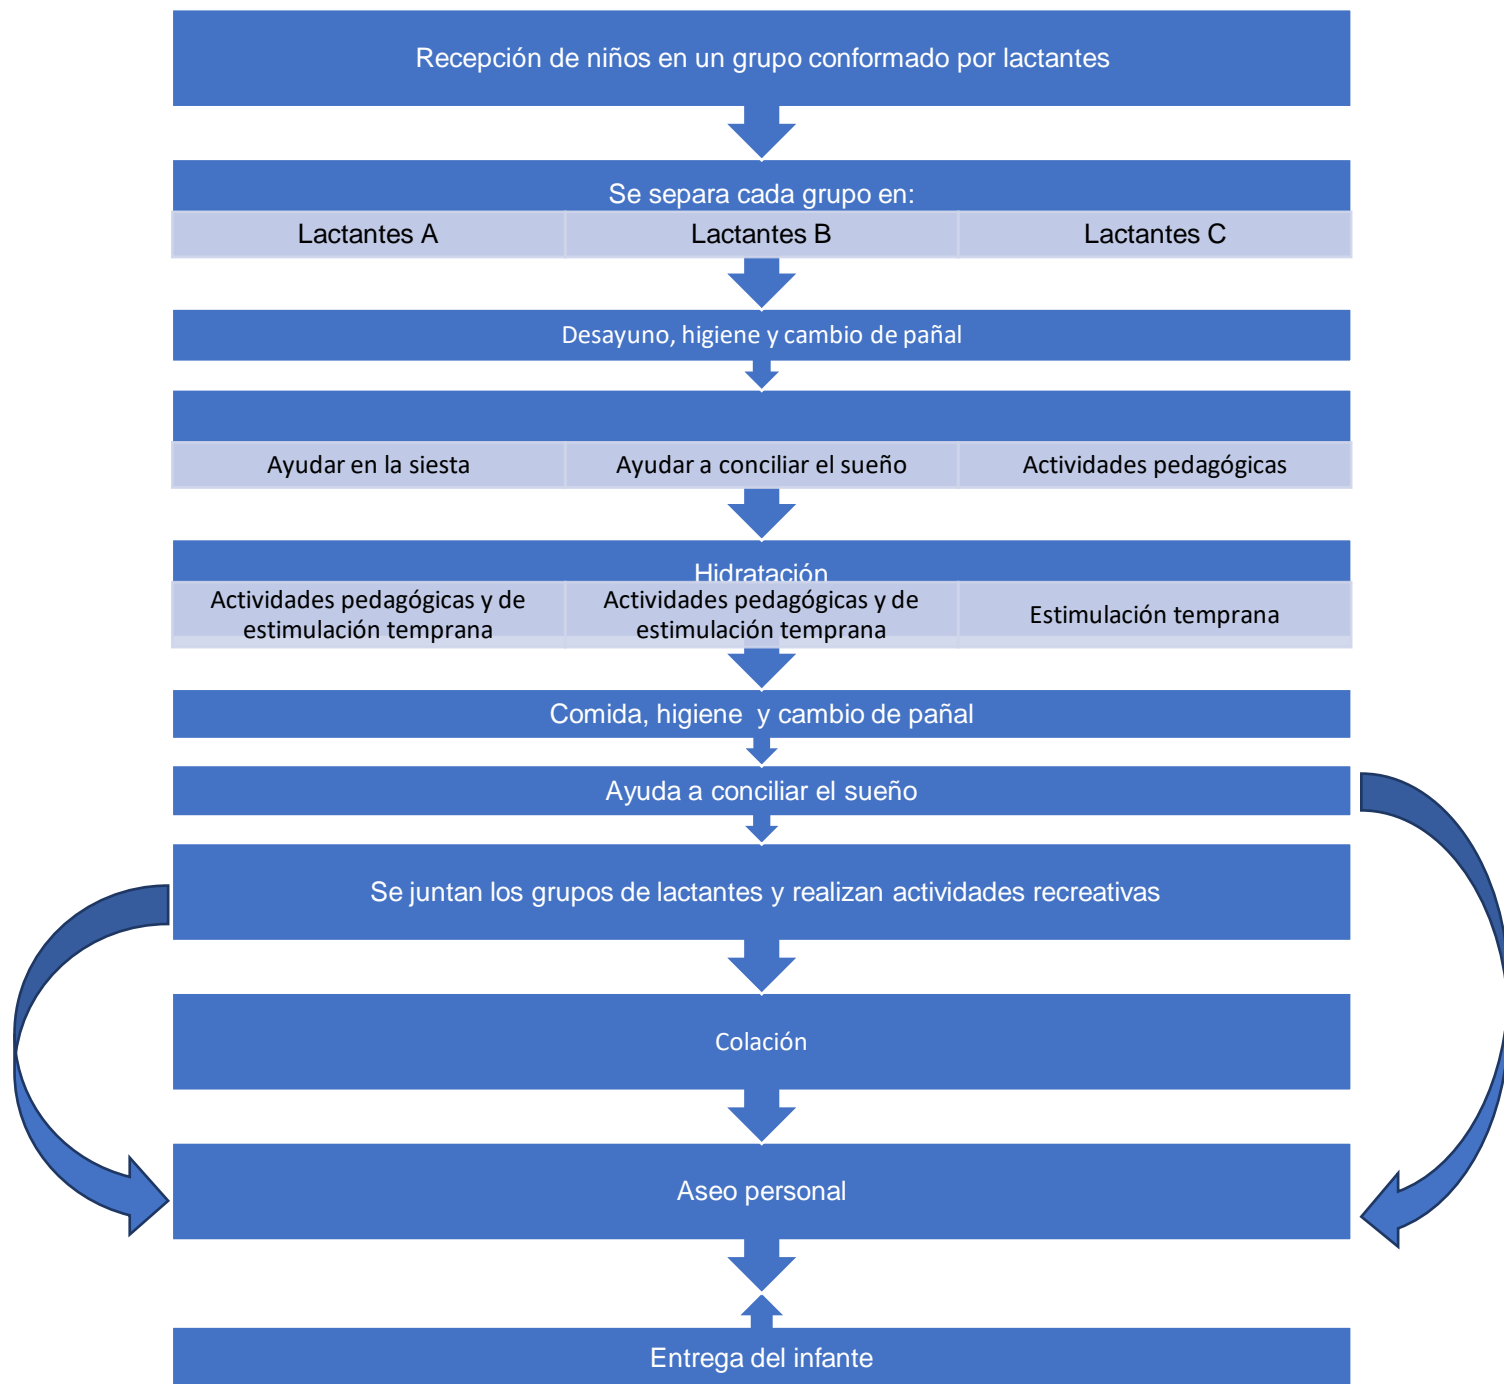 Recepción de niños en un grupo conformado por lactantes
Se separa cada grupo en:
Lactantes A
Lactantes B
Lactantes C
Desayuno, higiene y cambio de pañal
Ayudar en la siesta
Ayudar a conciliar el sueño
Actividades pedagógicas
Hidratación
Actividades pedagógicas y de
estimulación temprana
Actividades pedagógicas y de
estimulación temprana
Estimulación temprana
Comida, higiene  y cambio de pañal
Ayuda a conciliar el sueño
Se juntan los grupos de lactantes y realizan actividades recreativas
Colación
Aseo personal
Entrega del infante